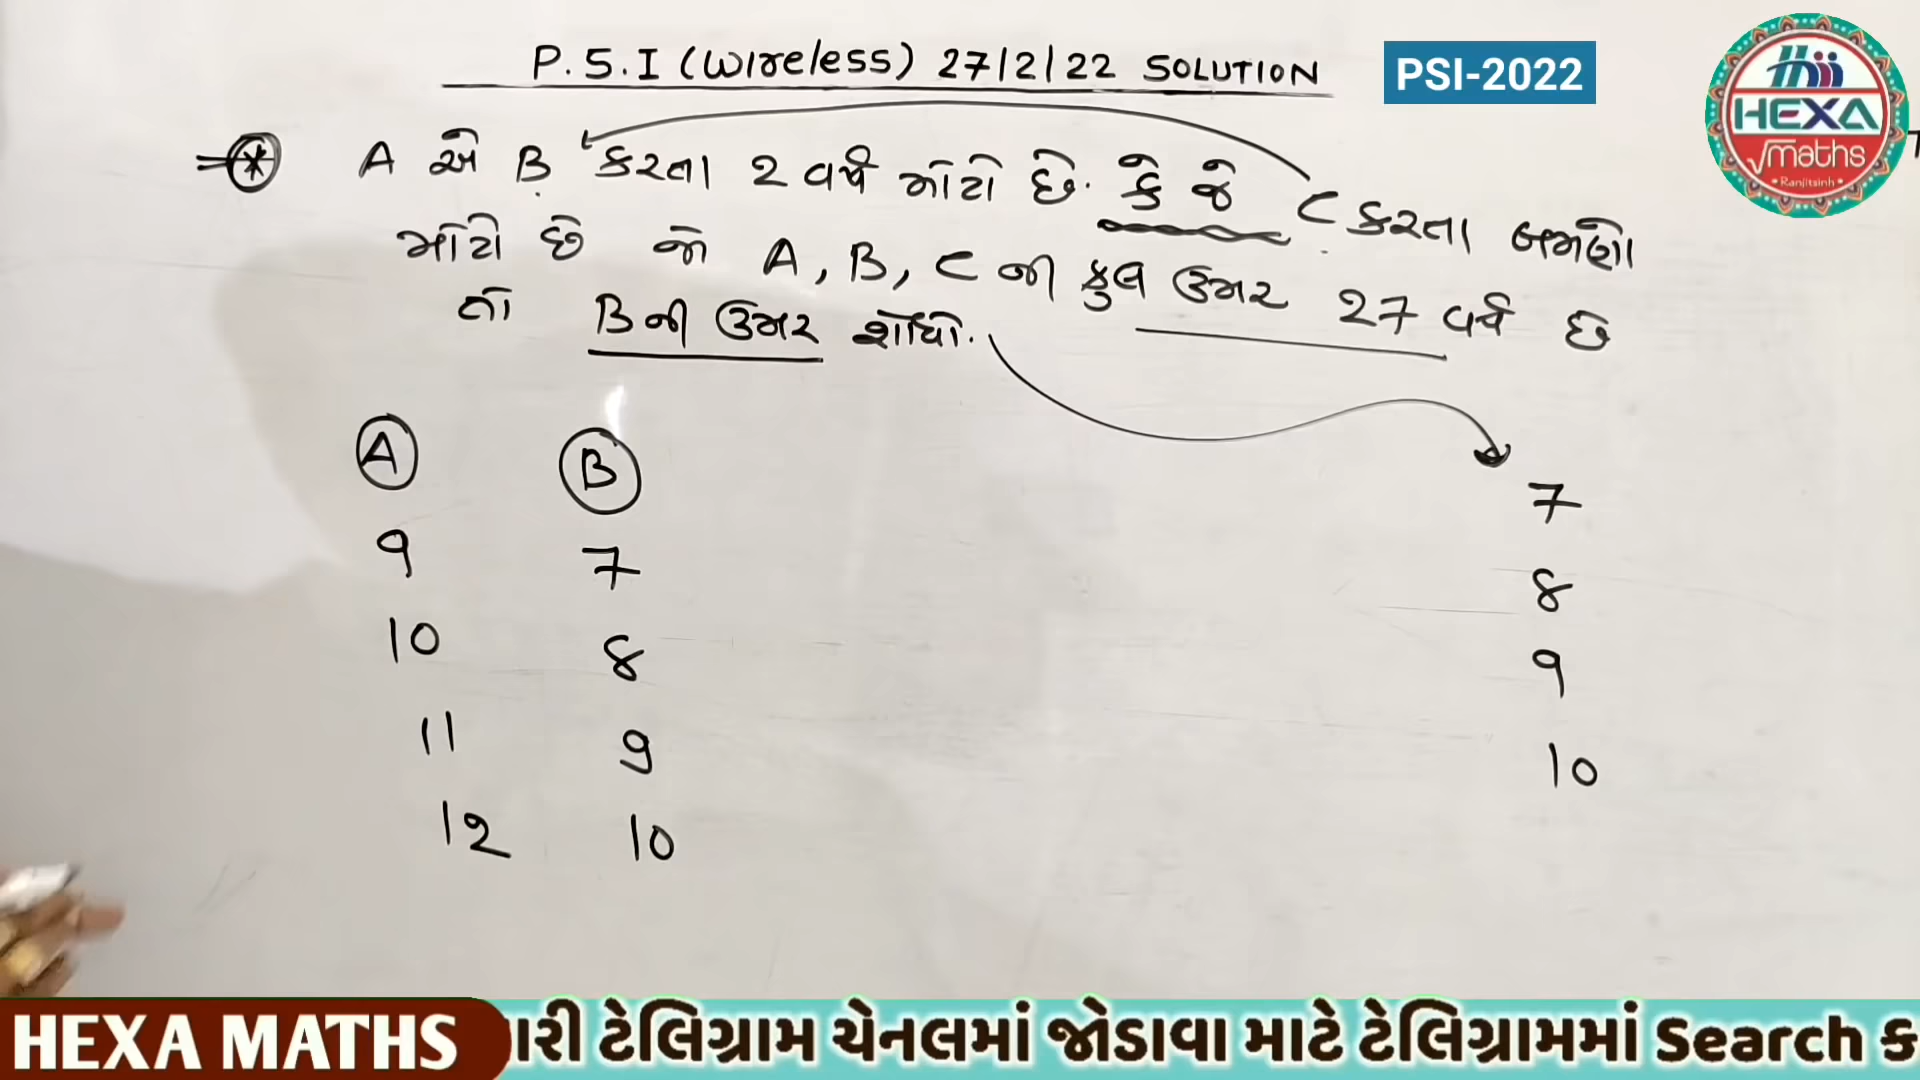 P.S.I (wireless) 27/2/22 SOLUTION
PSI-2022
HEXA
√maths
Ranjitsinh
* A એ B કરતા 2 વર્ષ મોટો છે. કે જે C કરતા બમણો
મોટો છે જો A, B, C ની કુલ ઉંમર 27 વર્ષ છે
તો B ની ઉંમર શોધો.
A B
7
9 7
8
10 8
9
11 9
10
12 10
HEXA MATHS
ારી ટેલિગ્રામ ચેનલમાં જોડાવા માટે ટેલિગ્રામમાં Search ક